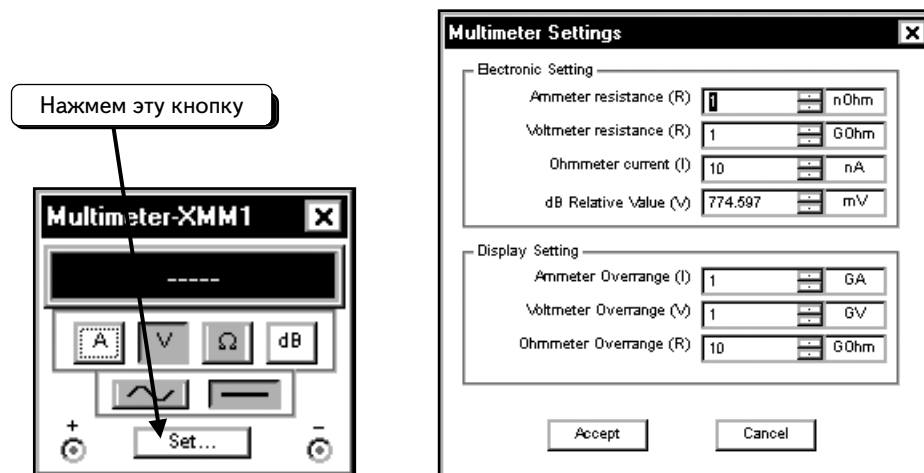 Нажмем эту кнопку
Multimeter-XMM1
-----
A V Ω dB
+ −
Set...
Multimeter Settings
Electronic Setting
Ammeter resistance (R) 1 nOhm
Voltmeter resistance (R) 1 GOhm
Ohmmeter current (I) 10 nA
dB Relative Value (V) 774.597 mV
Display Setting
Ammeter Overrange (I) 1 GA
Voltmeter Overrange (V) 1 GV
Ohmmeter Overrange (R) 10 GOhm
Accept Cancel